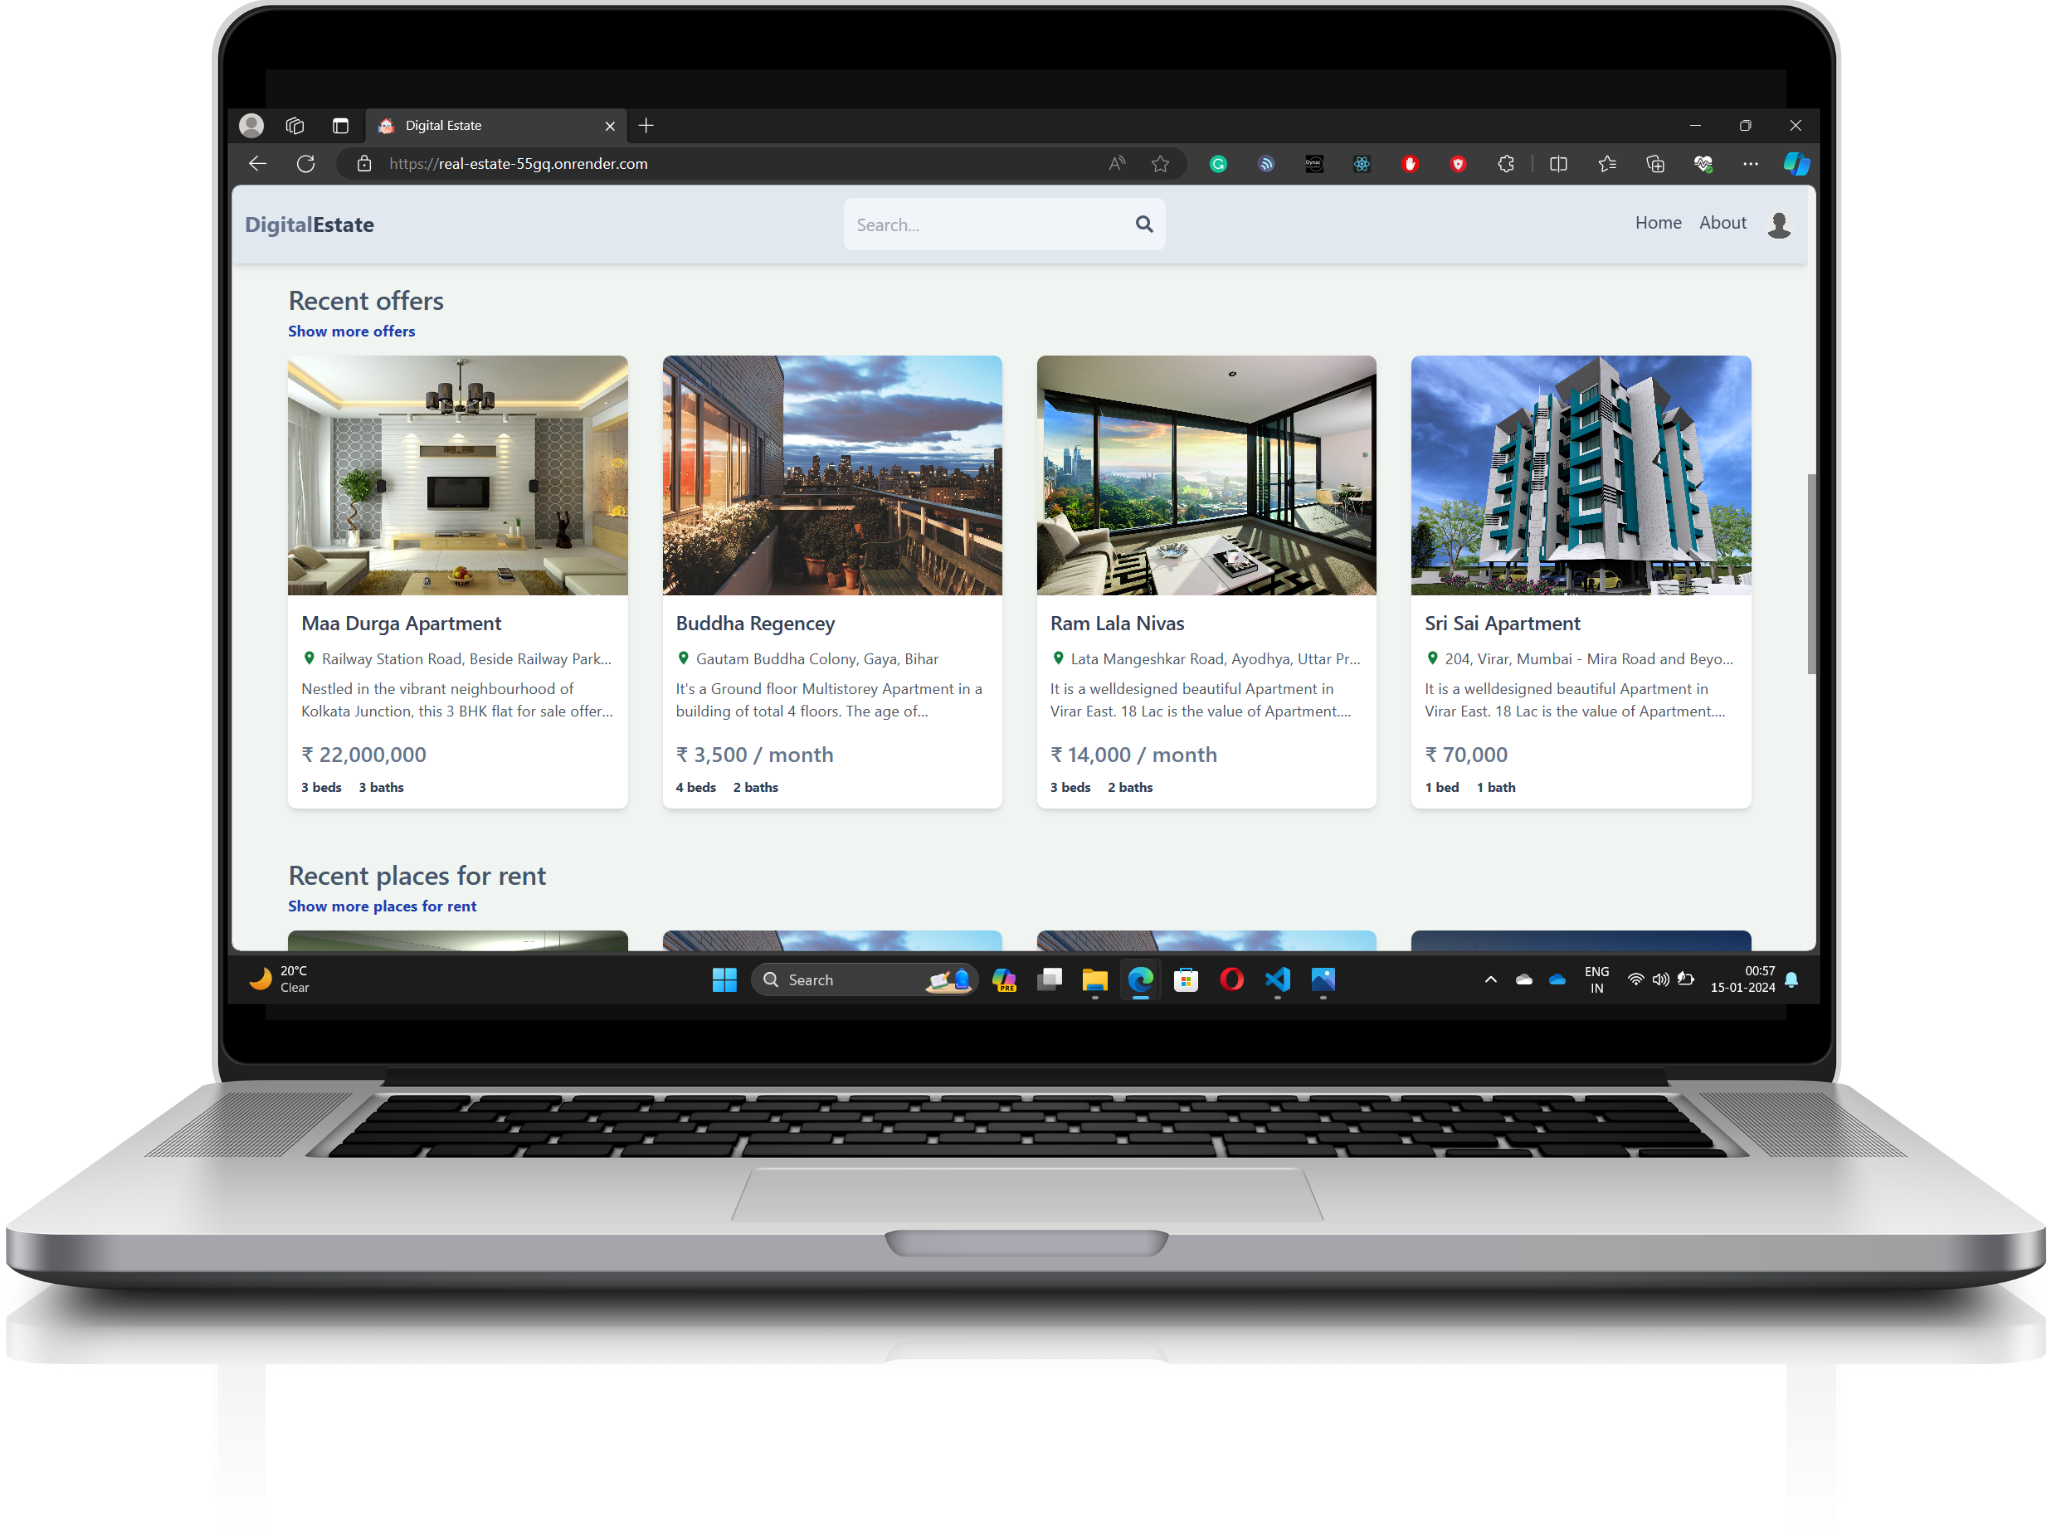 Digital Estate
https://real-estate-55gq.onrender.com
DigitalEstate
Search...
Home About
Recent offers
Show more offers
Maa Durga Apartment
Railway Station Road, Beside Railway Park...
Nestled in the vibrant neighbourhood of
Kolkata Junction, this 3 BHK flat for sale offer...
₹ 22,000,000
3 beds 3 baths
Buddha Regencey
Gautam Buddha Colony, Gaya, Bihar
It's a Ground floor Multistorey Apartment in a
building of total 4 floors. The age of...
₹ 3,500 / month
4 beds 2 baths
Ram Lala Nivas
Lata Mangeshkar Road, Ayodhya, Uttar Pr...
It is a welldesigned beautiful Apartment in
Virar East. 18 Lac is the value of Apartment....
₹ 14,000 / month
3 beds 2 baths
Sri Sai Apartment
204, Virar, Mumbai - Mira Road and Beyo...
It is a welldesigned beautiful Apartment in
Virar East. 18 Lac is the value of Apartment....
₹ 70,000
1 bed 1 bath
Recent places for rent
Show more places for rent
20°C
Clear
Search
PRE
ENG
IN
00:57
15-01-2024